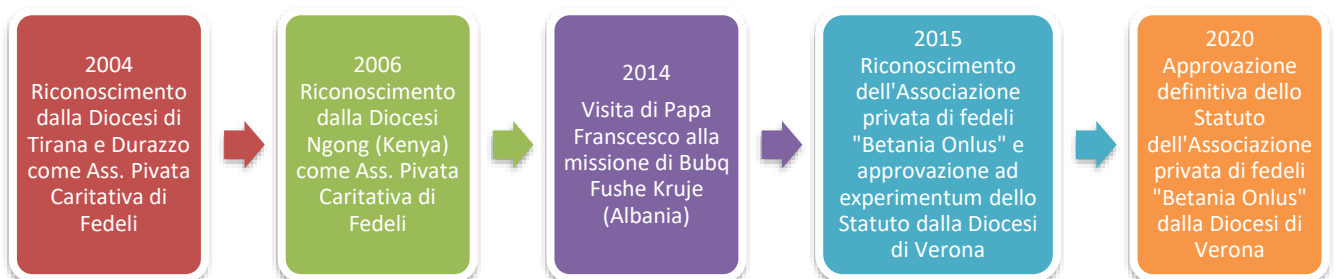 2004
Riconoscimento
dalla Diocesi di
Tirana e Durazzo
come Ass. Pivata
Caritativa di
Fedeli
2006
Riconoscimento
dalla Diocesi
Ngong (Kenya)
come Ass. Pivata
Caritativa di
Fedeli
2014
Visita di Papa
Franscesco alla
missione di Bubq
Fushe Kruje
(Albania)
2015
Riconoscimento
dell'Associazione
privata di fedeli
"Betania Onlus" e
approvazione ad
experimentum dello
Statuto dalla Diocesi
di Verona
2020
Approvazione
definitiva dello
Statuto
dell'Associazione
privata di fedeli
"Betania Onlus"
dalla Diocesi di
Verona